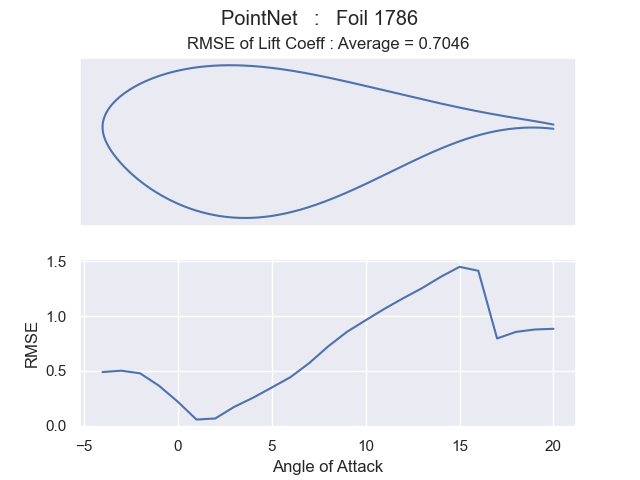 PointNet : Foil 1786
RMSE of Lift Coeff : Average = 0.7046
1.5
1.0
0.5
0.0
RMSE
−5 0 5 10 15 20
Angle of Attack